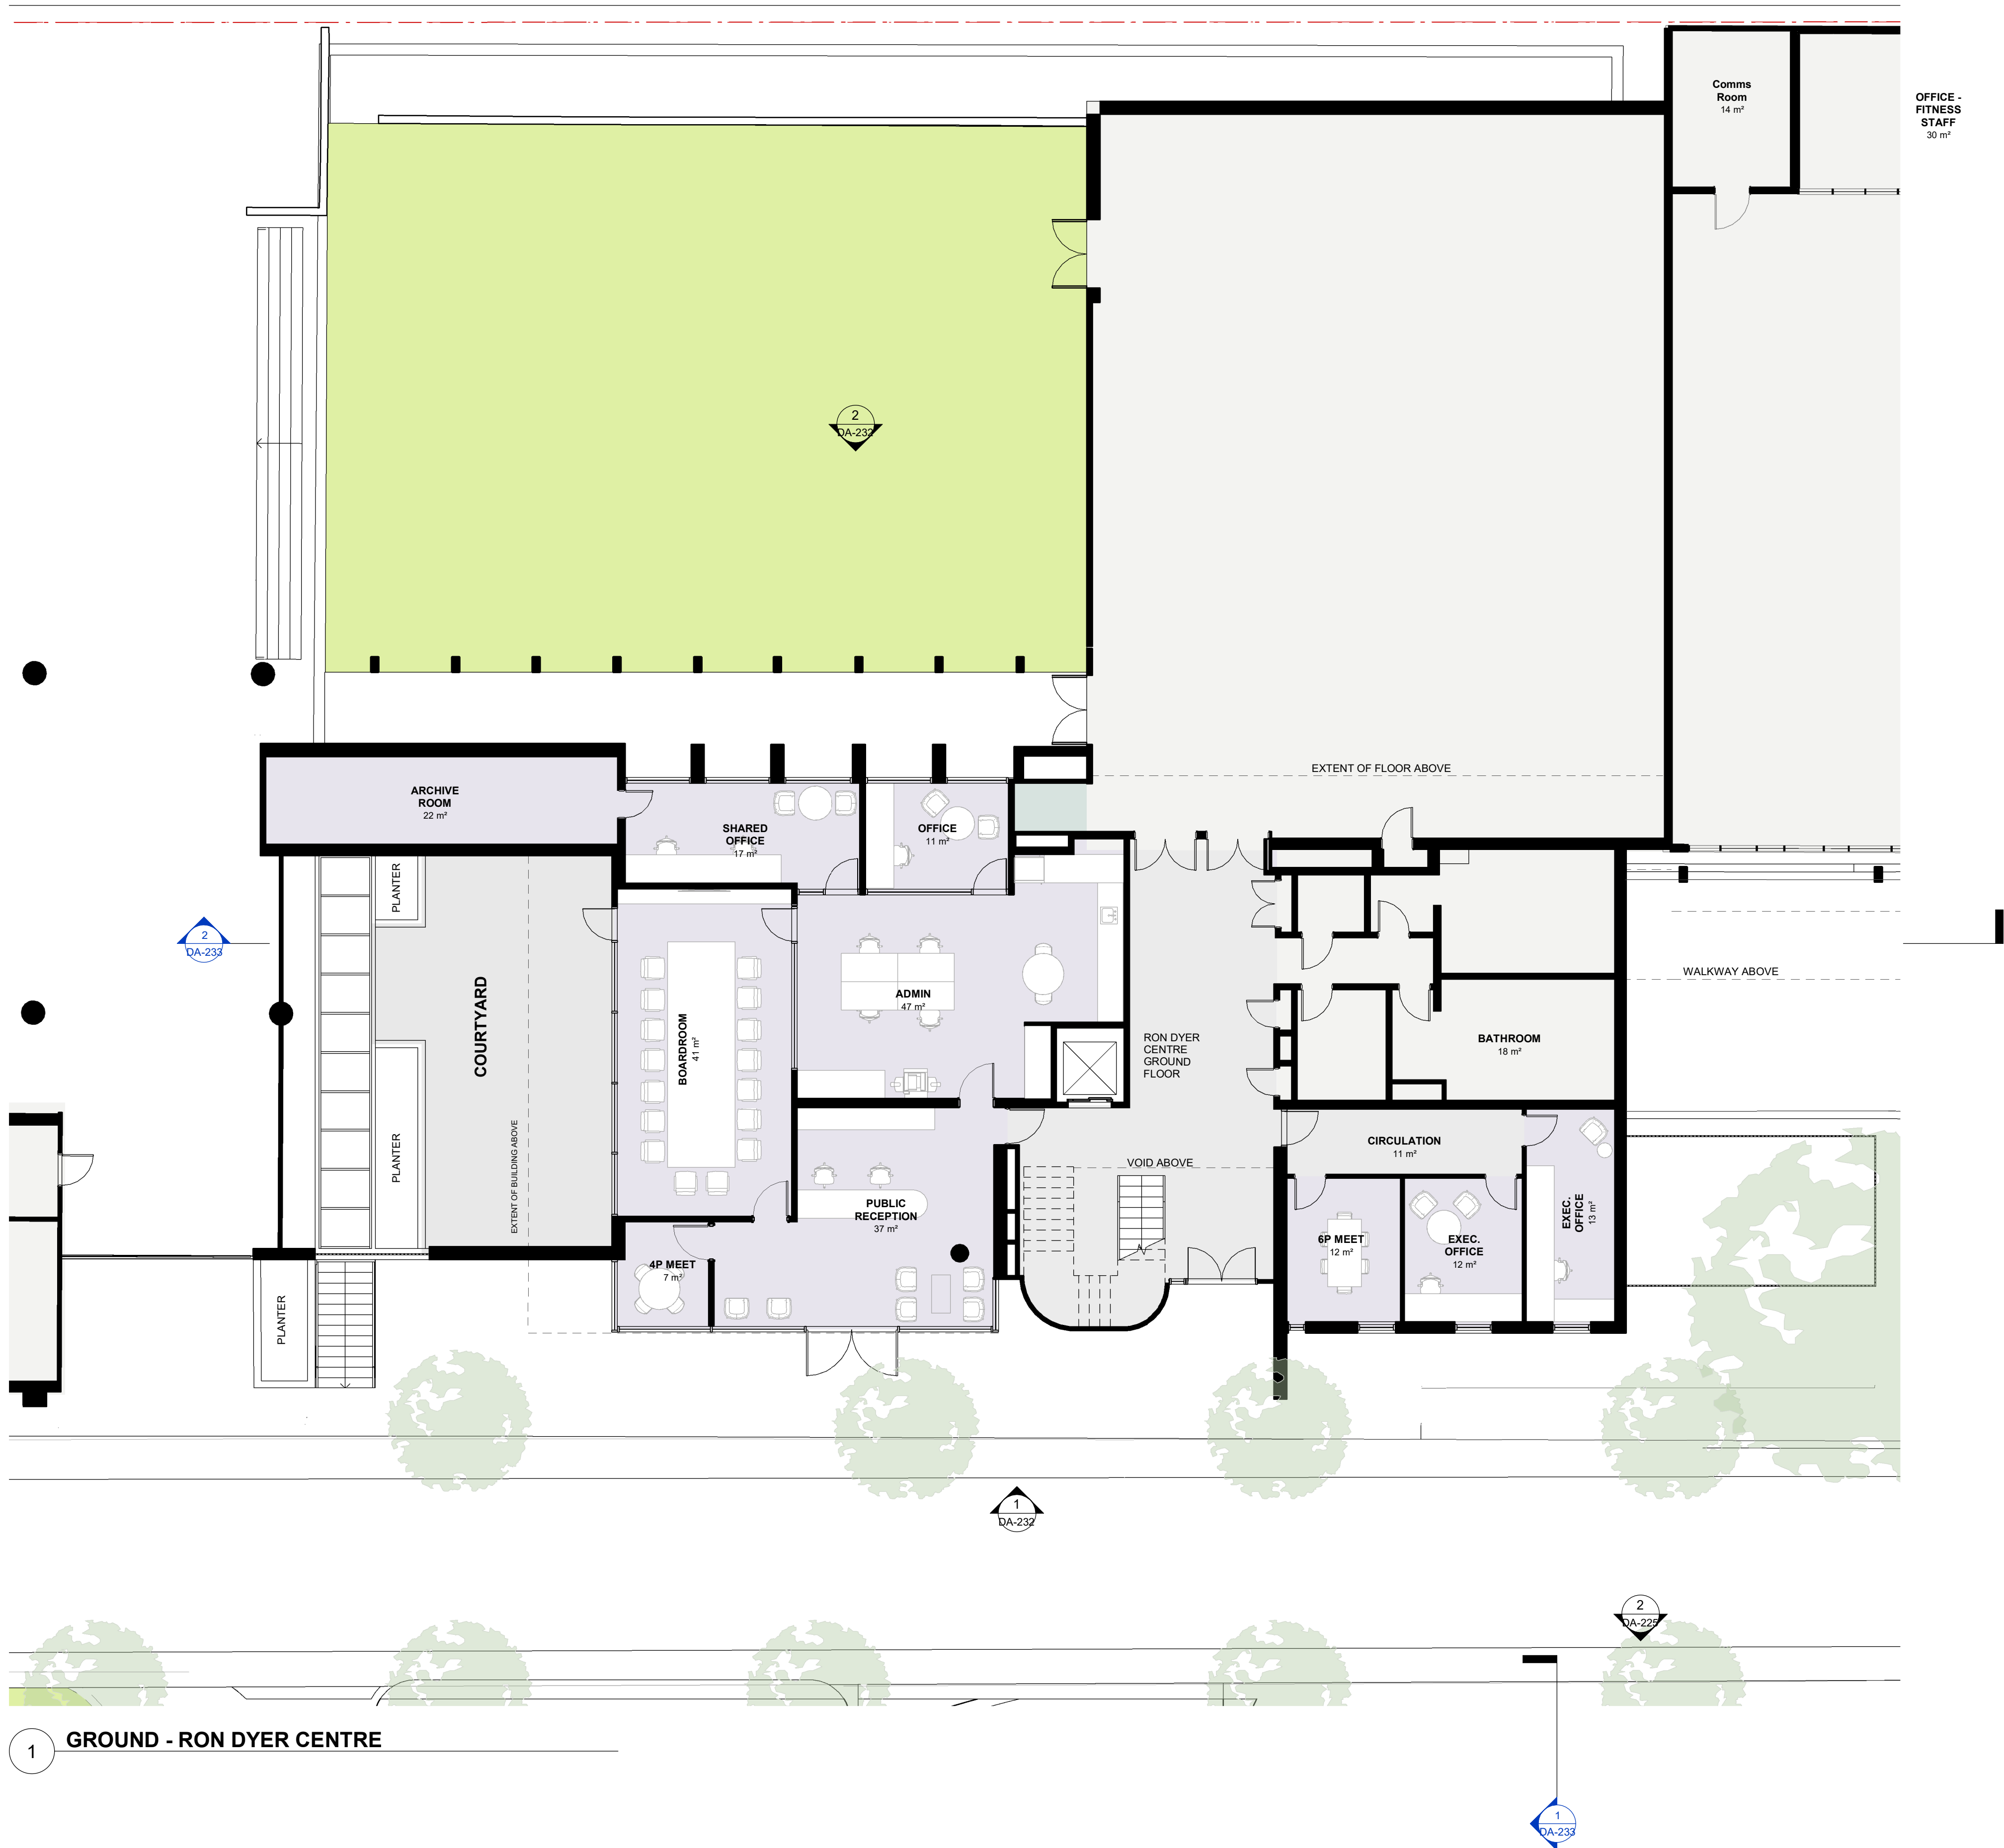 Comms
Room
14 m²
OFFICE -
FITNESS
STAFF
30 m²
2
DA-232
EXTENT OF FLOOR ABOVE
ARCHIVE
ROOM
22 m²
SHARED
OFFICE
17 m²
OFFICE
11 m²
PLANTER
2
DA-233
COURTYARD
WALKWAY ABOVE
ADMIN
47 m²
BOARDROOM
41 m²
RON DYER
CENTRE
GROUND
FLOOR
BATHROOM
18 m²
PLANTER
EXTENT OF BUILDING ABOVE
CIRCULATION
11 m²
VOID ABOVE
PUBLIC
RECEPTION
37 m²
EXEC.
OFFICE
13 m²
6P MEET
12 m²
EXEC.
OFFICE
12 m²
4P MEET
7 m²
PLANTER
1
DA-232
2
DA-225
1
GROUND - RON DYER CENTRE
1
DA-233